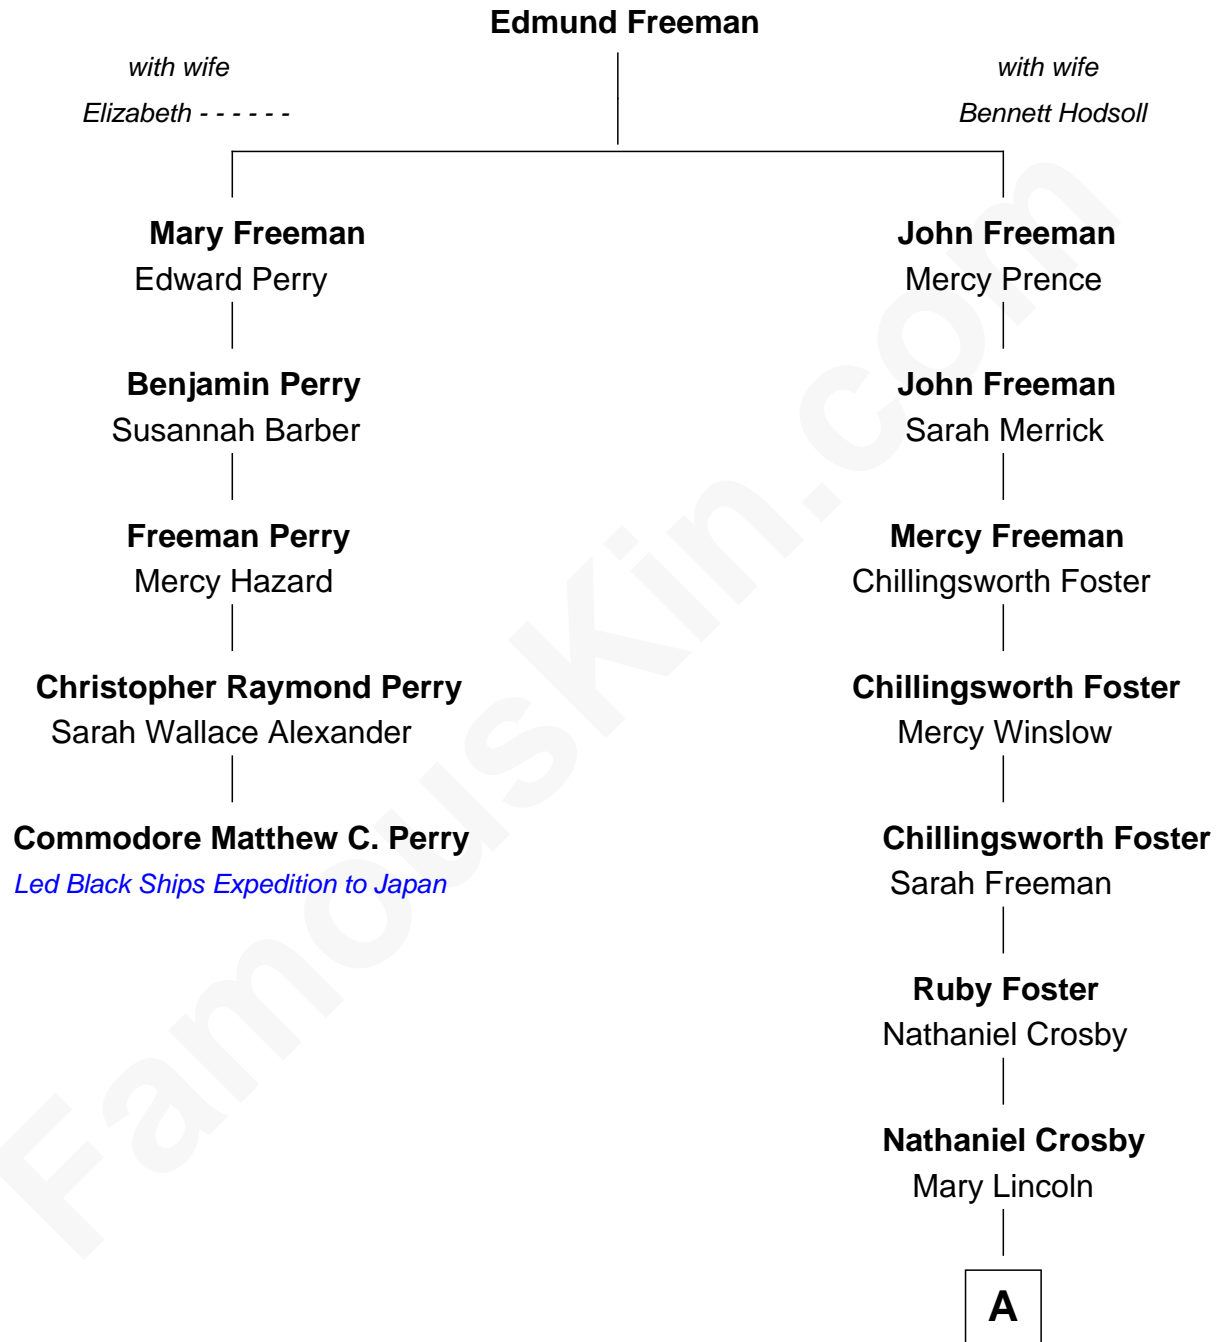 Edmund Freeman
with wife
Elizabeth - - - - - -
with wife
Bennett Hodsoll
Mary Freeman
Edward Perry
Benjamin Perry
Susannah Barber
Freeman Perry
Mercy Hazard
Christopher Raymond Perry
Sarah Wallace Alexander
Commodore Matthew C. Perry
Led Black Ships Expedition to Japan
John Freeman
Mercy Prence
John Freeman
Sarah Merrick
Mercy Freeman
Chillingsworth Foster
Chillingsworth Foster
Mercy Winslow
Chillingsworth Foster
Sarah Freeman
Ruby Foster
Nathaniel Crosby
Nathaniel Crosby
Mary Lincoln
A
FamousKin.com